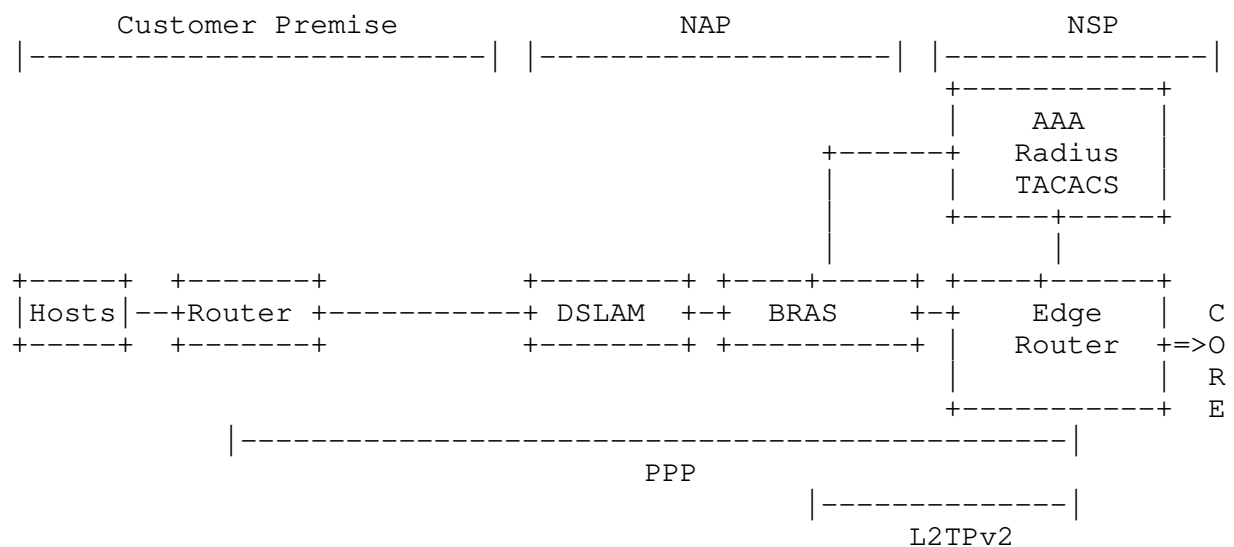 Customer Premise NAP NSP
AAA
Radius
TACACS
Hosts Router DSLAM BRAS Edge C
Router =>O
R
E
PPP
L2TPv2